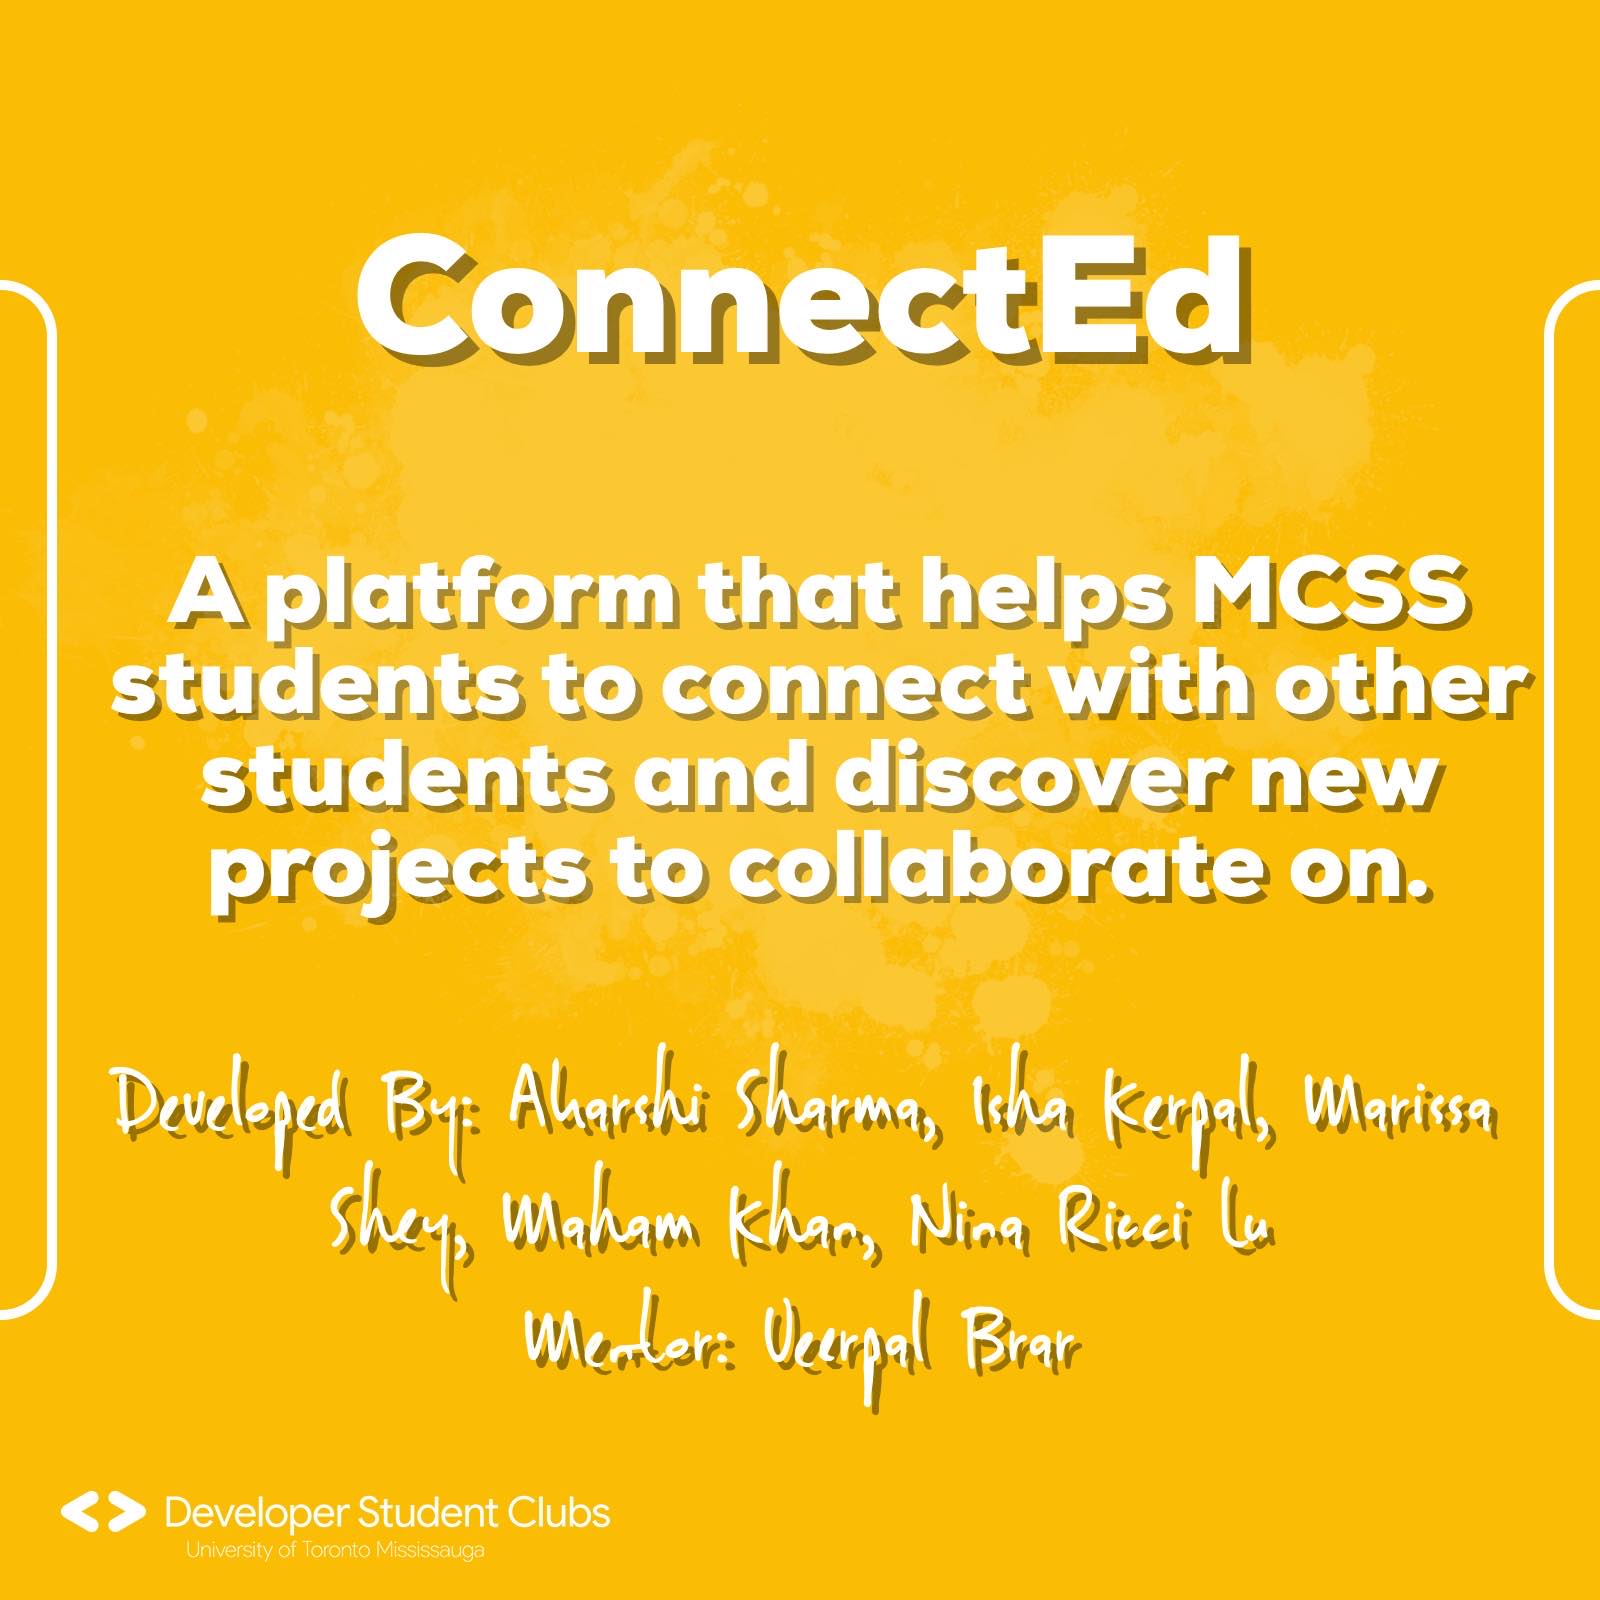 ConnectEd
A platform that helps MCSS
students to connect with other
students and discover new
projects to collaborate on.
Developed By: Akarshi Sharma, Isha Kerpal, Marissa
Shey, Maham Khan, Nina Ricci Lu
Mentor: Veerpal Brar
<> Developer Student Clubs
University of Toronto Mississauga